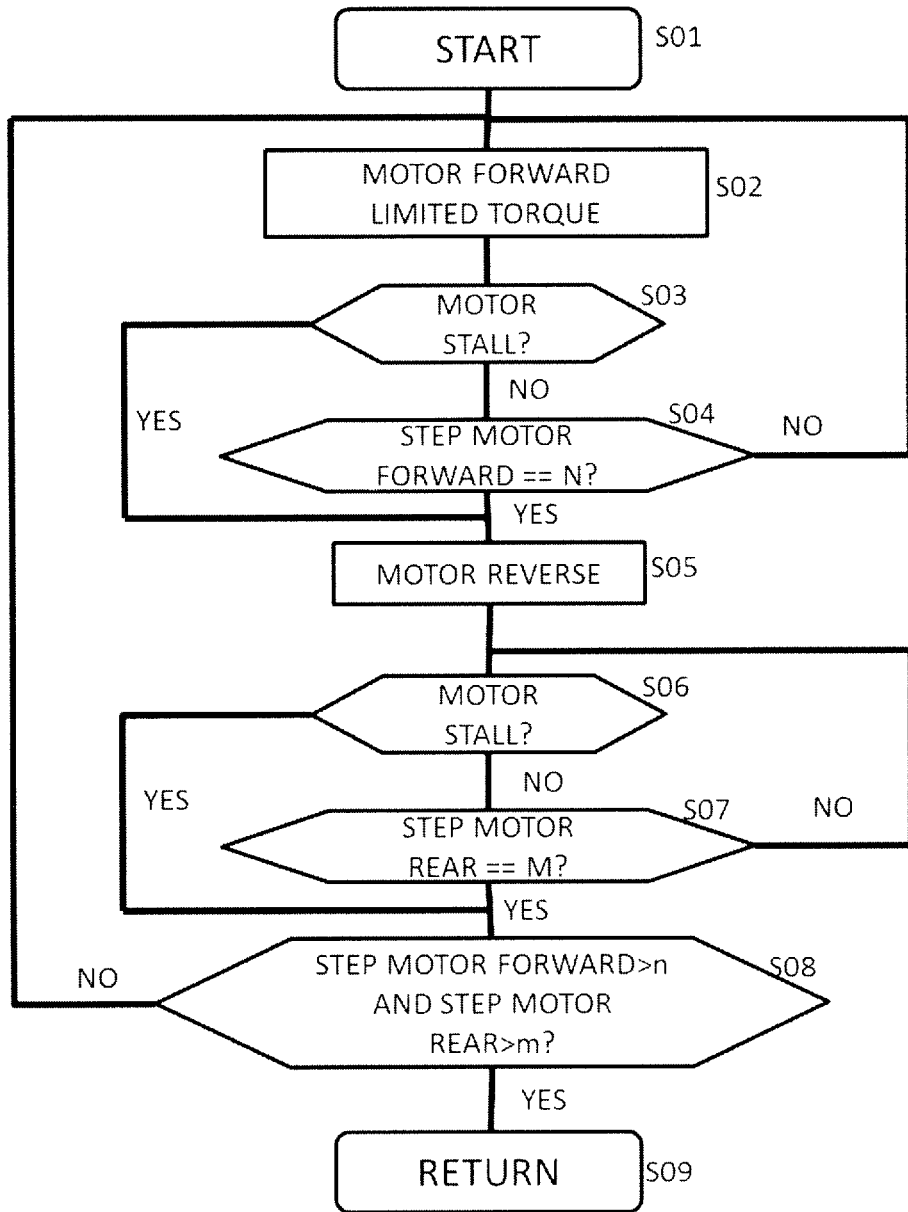 START
S01
MOTOR FORWARD
LIMITED TORQUE
S02
MOTOR
STALL?
S03
YES
NO
STEP MOTOR
FORWARD == N?
S04
NO
YES
MOTOR REVERSE
S05
MOTOR
STALL?
S06
YES
NO
STEP MOTOR
REAR == M?
S07
NO
YES
STEP MOTOR FORWARD>n
AND STEP MOTOR
REAR>m?
S08
NO
YES
RETURN
S09